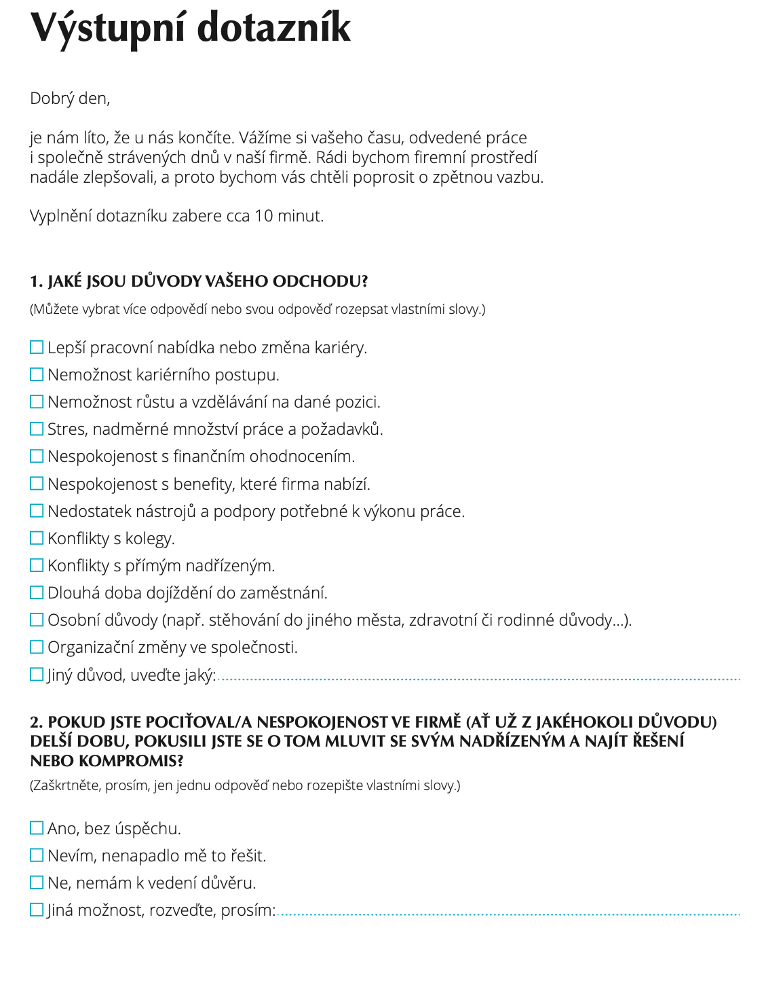 Výstupní dotazník
Dobrý den,
je nám líto, že u nás končíte. Vážíme si vašeho času, odvedené práce
i společně strávených dnů v naší firmě. Rádi bychom firemní prostředí
nadále zlepšovali, a proto bychom vás chtěli poprosit o zpětnou vazbu.
Vyplnění dotazníku zabere cca 10 minut.
1. JAKÉ JSOU DŮVODY VAŠEHO ODCHODU?
(Můžete vybrat více odpovědí nebo svou odpověď rozepsat vlastními slovy.)
Lepší pracovní nabídka nebo změna kariéry.
Nemožnost kariérního postupu.
Nemožnost růstu a vzdělávání na dané pozici.
Stres, nadměrné množství práce a požadavků.
Nespokojenost s finančním ohodnocením.
Nespokojenost s benefity, které firma nabízí.
Nedostatek nástrojů a podpory potřebné k výkonu práce.
Konflikty s kolegy.
Konflikty s přímým nadřízeným.
Dlouhá doba dojíždění do zaměstnání.
Osobní důvody (např. stěhování do jiného města, zdravotní či rodinné důvody...).
Organizační změny ve společnosti.
Jiný důvod, uveďte jaký:
2. POKUD JSTE POCIŤOVAL/A NESPOKOJENOST VE FIRMĚ (AŤ UŽ Z JAKÉHOKOLI DŮVODU)
DELŠÍ DOBU, POKUSILI JSTE SE O TOM MLUVIT SE SVÝM NADŘÍZENÝM A NAJÍT ŘEŠENÍ
NEBO KOMPROMIS?
(Zaškrtněte, prosím, jen jednu odpověď nebo rozepište vlastními slovy.)
Ano, bez úspěchu.
Nevím, nenapadlo mě to řešit.
Ne, nemám k vedení důvěru.
Jiná možnost, rozveďte, prosím: